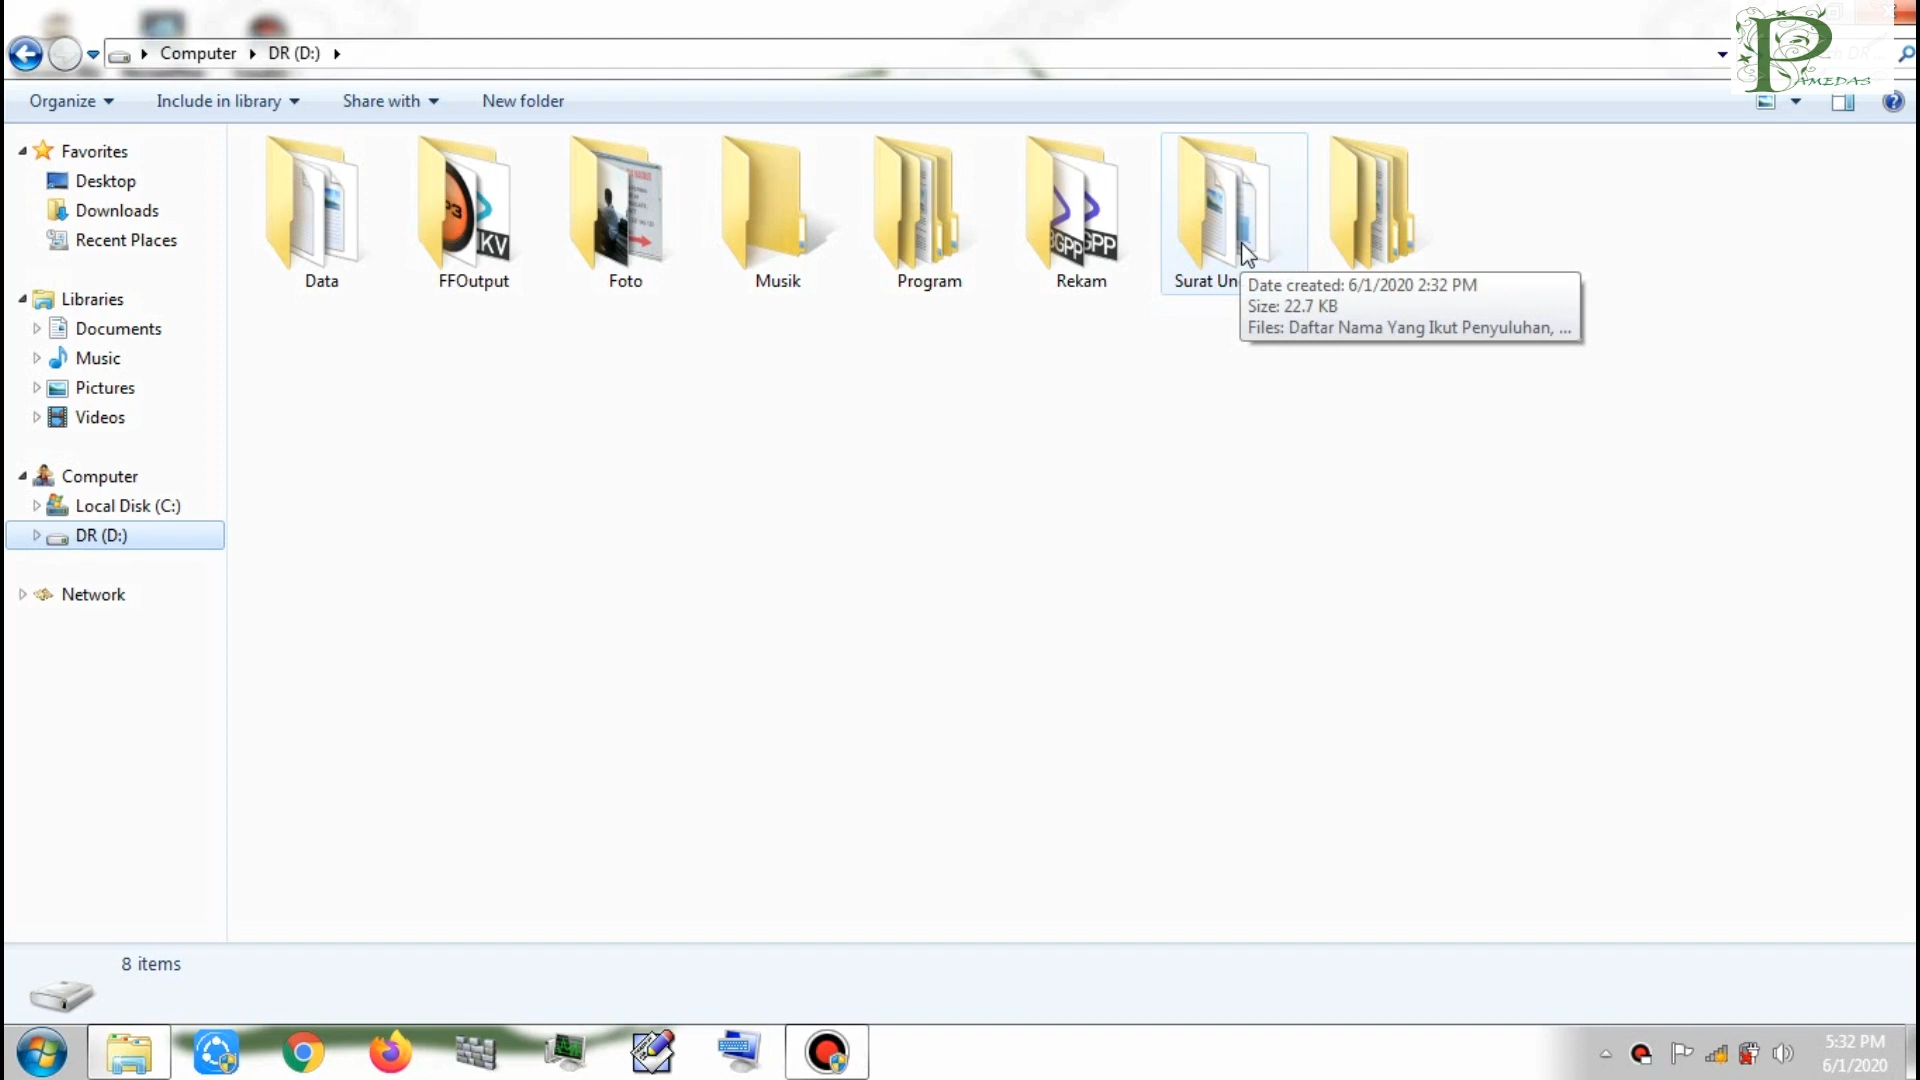 PAMEDAS
Computer DR (D:)
Organize Include in library Share with New folder
Favorites
Desktop
Downloads
Recent Places
Libraries
Documents
Music
Pictures
Videos
Computer
Local Disk (C:)
DR (D:)
Network
Data FFOutput Foto Musik Program Rekam Surat Un
Date created: 6/1/2020 2:32 PM
Size: 22.7 KB
Files: Daftar Nama Yang Ikut Penyuluhan, ...
8 items
5:32 PM
6/1/2020